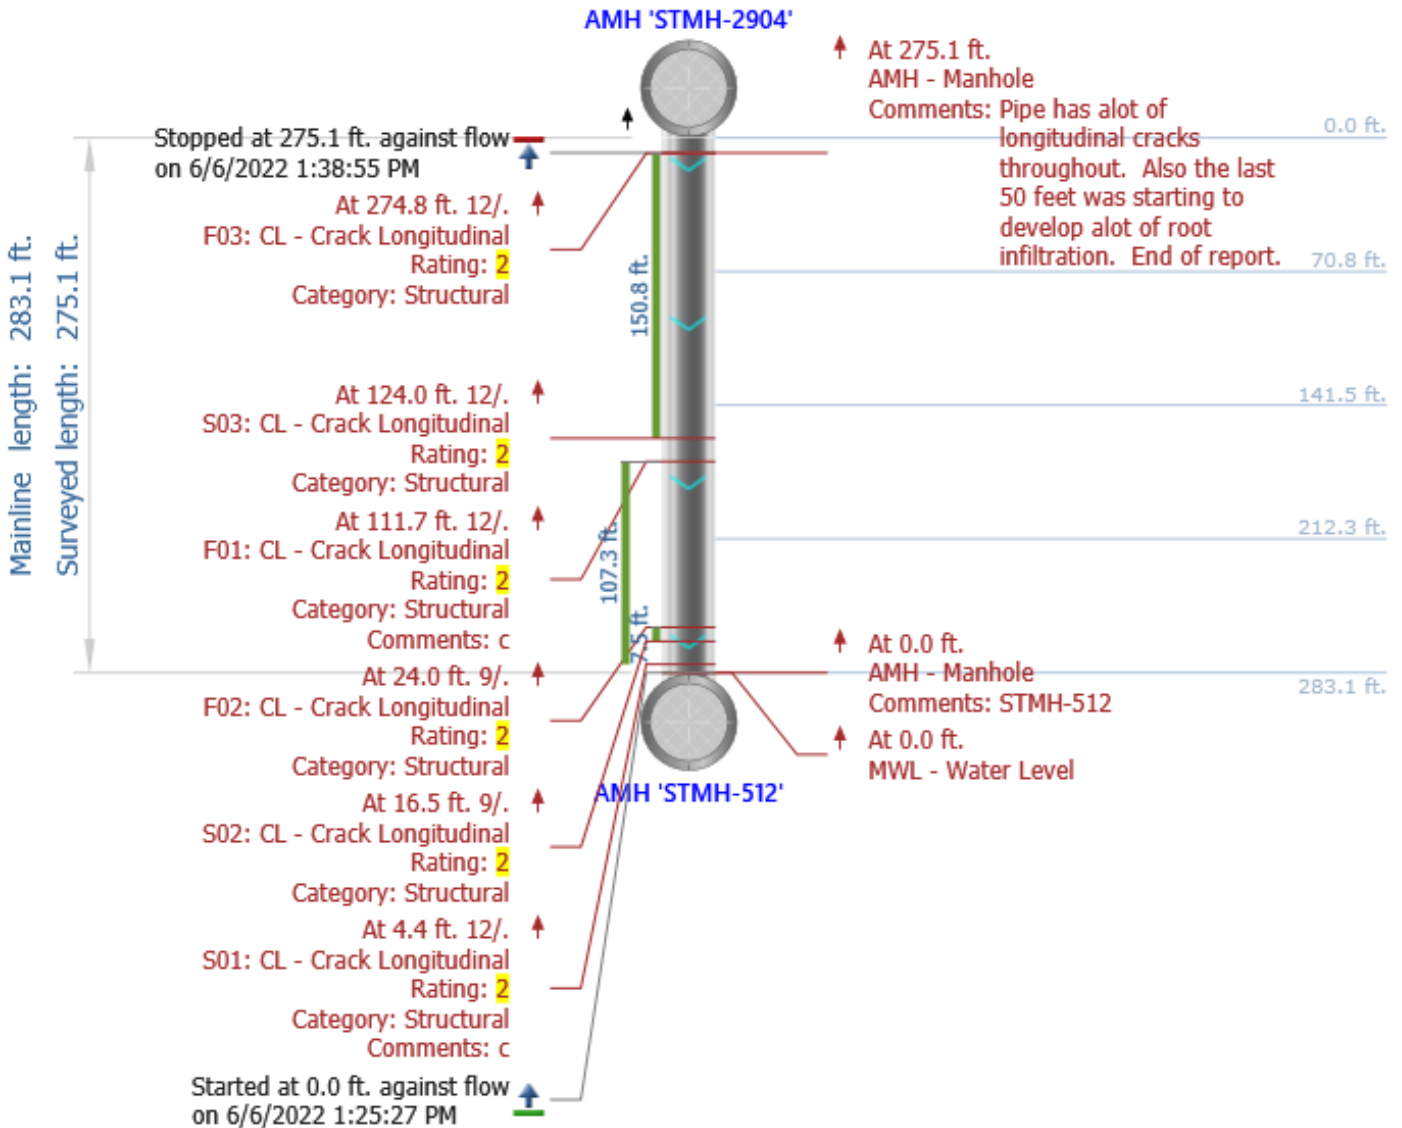 AMH 'STMH-2904'
At 275.1 ft.
AMH - Manhole
Comments: Pipe has alot of
longitudinal cracks
throughout. Also the last
50 feet was starting to
develop alot of root
infiltration. End of report.
0.0 ft.
70.8 ft.
141.5 ft.
212.3 ft.
283.1 ft.
Stopped at 275.1 ft. against flow
on 6/6/2022 1:38:55 PM
At 274.8 ft. 12/.
F03: CL - Crack Longitudinal
Rating: 2
Category: Structural
At 124.0 ft. 12/.
S03: CL - Crack Longitudinal
Rating: 2
Category: Structural
At 111.7 ft. 12/.
F01: CL - Crack Longitudinal
Rating: 2
Category: Structural
Comments: c
At 24.0 ft. 9/.
F02: CL - Crack Longitudinal
Rating: 2
Category: Structural
At 16.5 ft. 9/.
S02: CL - Crack Longitudinal
Rating: 2
Category: Structural
At 4.4 ft. 12/.
S01: CL - Crack Longitudinal
Rating: 2
Category: Structural
Comments: c
Started at 0.0 ft. against flow
on 6/6/2022 1:25:27 PM
Mainline length: 283.1 ft.
Surveyed length: 275.1 ft.
150.8 ft.
107.3 ft.
7.5 ft.
At 0.0 ft.
AMH - Manhole
Comments: STMH-512
At 0.0 ft.
MWL - Water Level
AMH 'STMH-512'